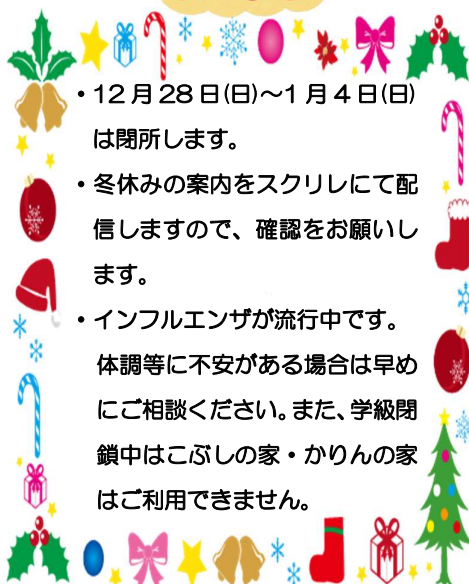 ・12月28日(日)～1月4日(日)
は閉所します。
・冬休みの案内をスクリレにて配
信しますので、確認をお願いし
ます。
・インフルエンザが流行中です。
体調等に不安がある場合は早め
にご相談ください。また、学級閉
鎖中はこぶしの家・かりんの家
はご利用できません。